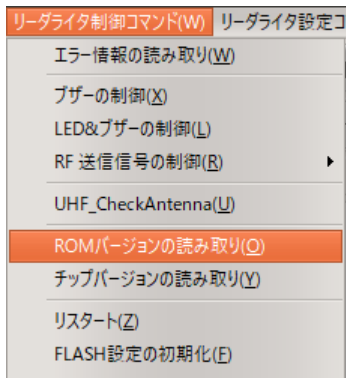 リーダライタ制御コマンド(W) リーダライタ設定コ
エラー情報の読み取り(W)
ブザーの制御(X)
LED&ブザーの制御(L)
RF 送信信号の制御(R)
UHF_CheckAntenna(U)
ROMバージョンの読み取り(O)
チップバージョンの読み取り(Y)
リスタート(Z)
FLASH設定の初期化(F)